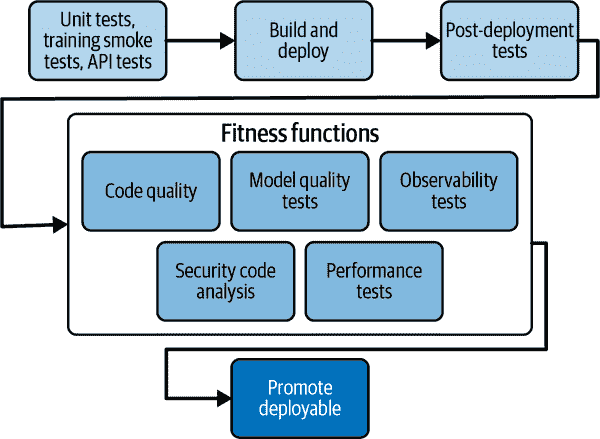 Unit tests,
training smoke
tests, API tests
Build and
deploy
Post-deployment
tests
Fitness functions
Code quality
Model quality
tests
Observability
tests
Security code
analysis
Performance
tests
Promote
deployable